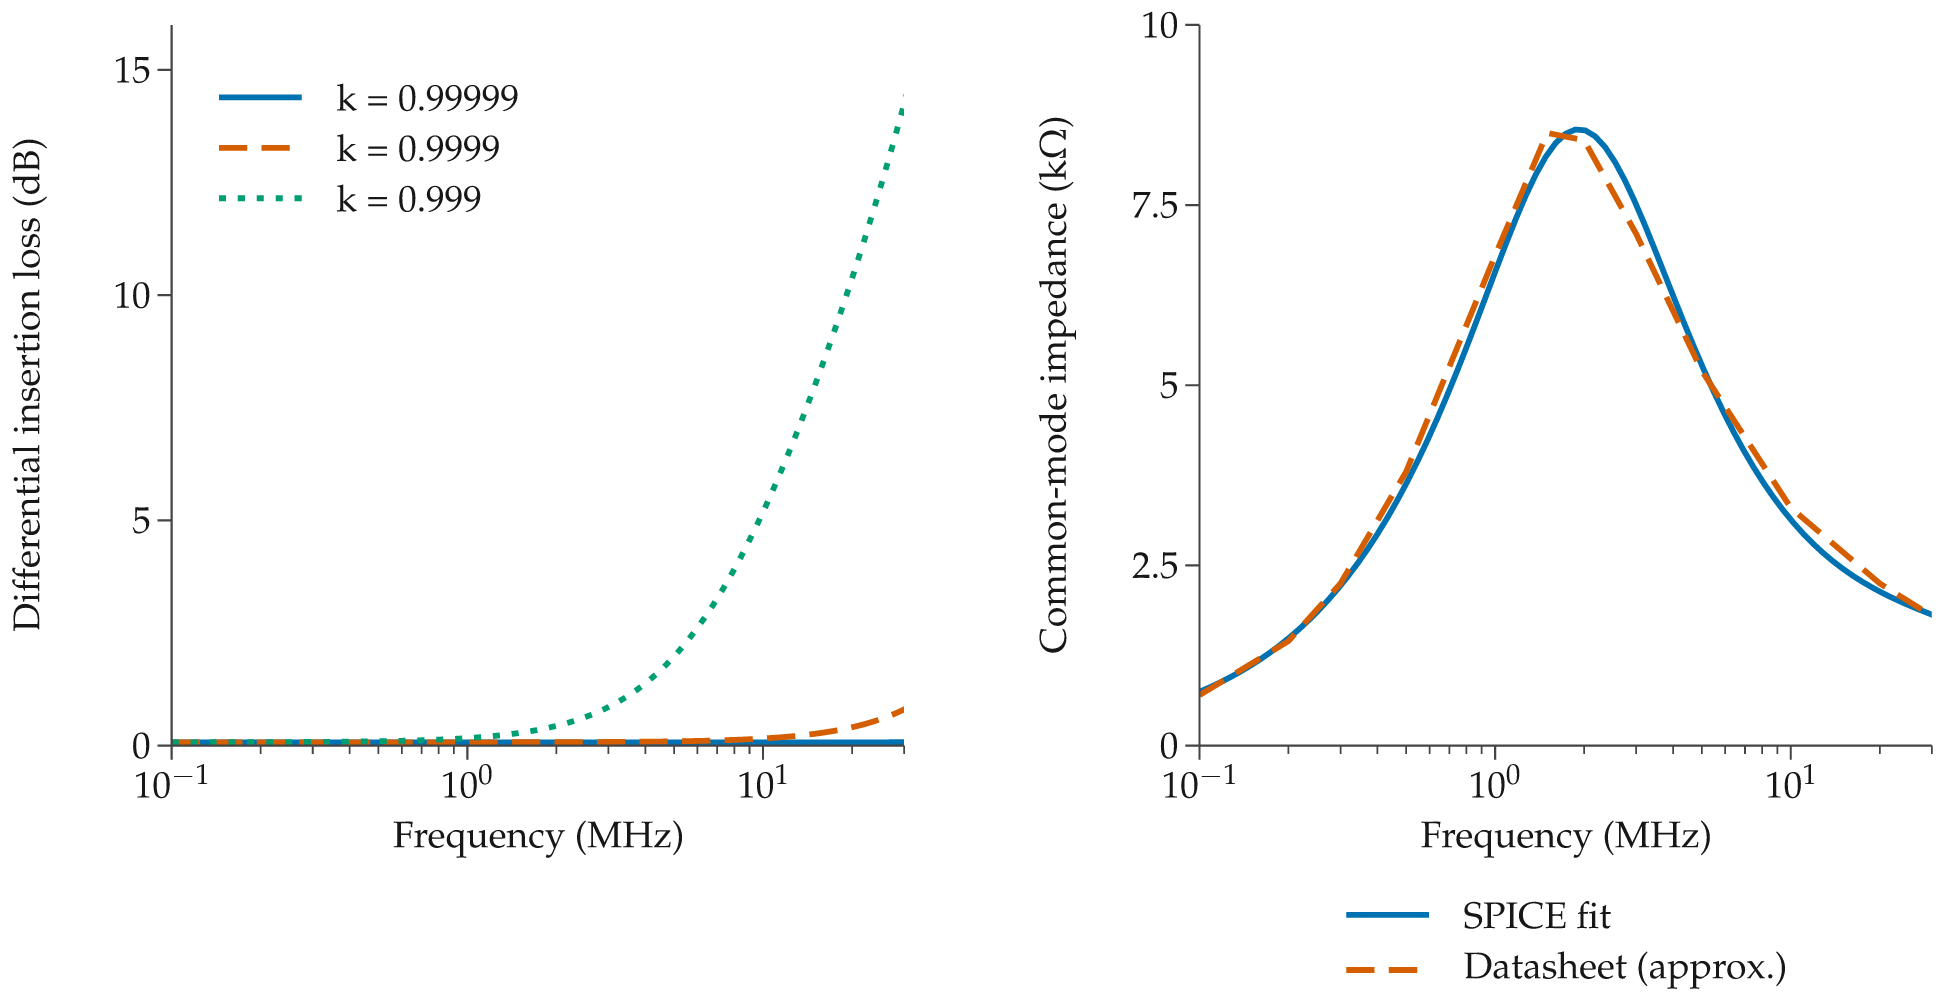 Differential insertion loss (dB)
15
10
5
0
k = 0.99999
k = 0.9999
k = 0.999
10⁻¹
10⁰
10¹
Frequency (MHz)
Common-mode impedance (kΩ)
10
7.5
5
2.5
0
10⁻¹
10⁰
10¹
Frequency (MHz)
SPICE fit
Datasheet (approx.)